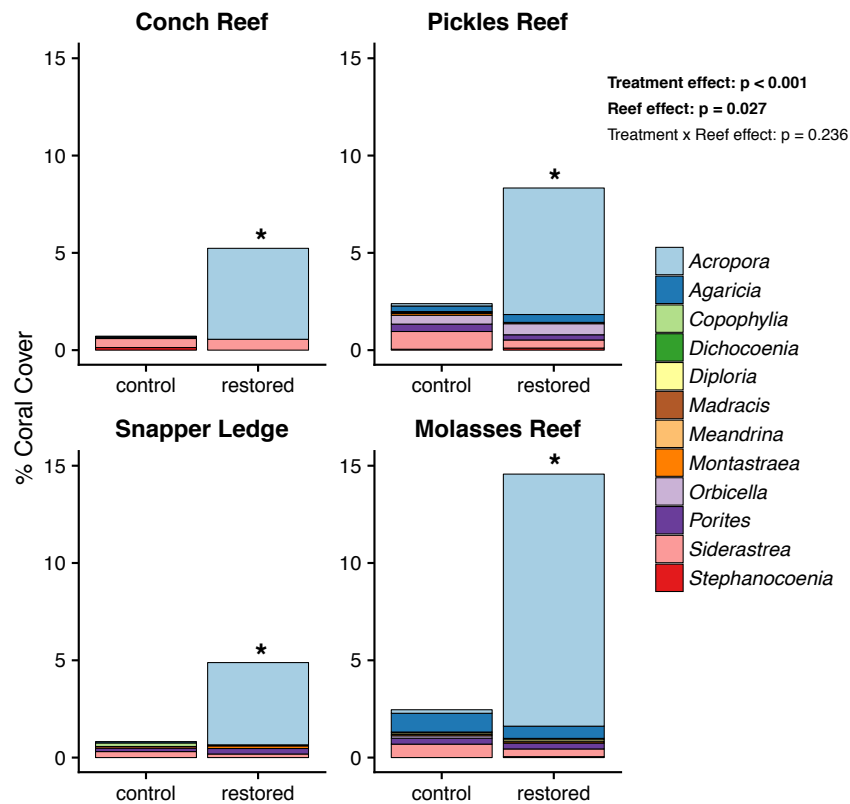 Conch Reef
Pickles Reef
Treatment effect: p < 0.001
Reef effect: p = 0.027
Treatment x Reef effect: p = 0.236
% Coral Cover
15
10
5
0
15
10
5
0
*
*
control
restored
control
restored
Snapper Ledge
Molasses Reef
15
10
5
0
15
10
5
0
*
*
control
restored
control
restored
Acropora
Agaricia
Copophylia
Dichocoenia
Diploria
Madracis
Meandrina
Montastraea
Orbicella
Porites
Siderastrea
Stephanocoenia